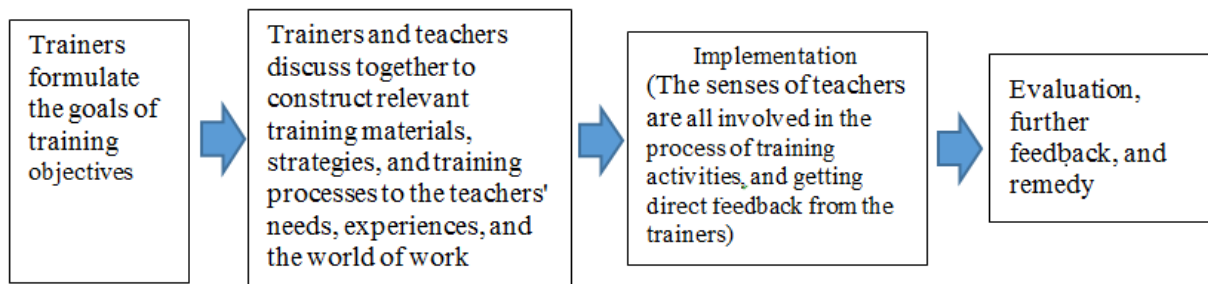 Trainers
formulate
the goals of
training
objectives
Trainers and teachers
discuss together to
construct relevant
training materials,
strategies, and training
processes to the teachers'
needs, experiences, and
the world of work
Implementation
(The senses of teachers
are all involved in the
process of training
activities, and getting
direct feedback from the
trainers)
Evaluation,
further
feedback, and
remedy